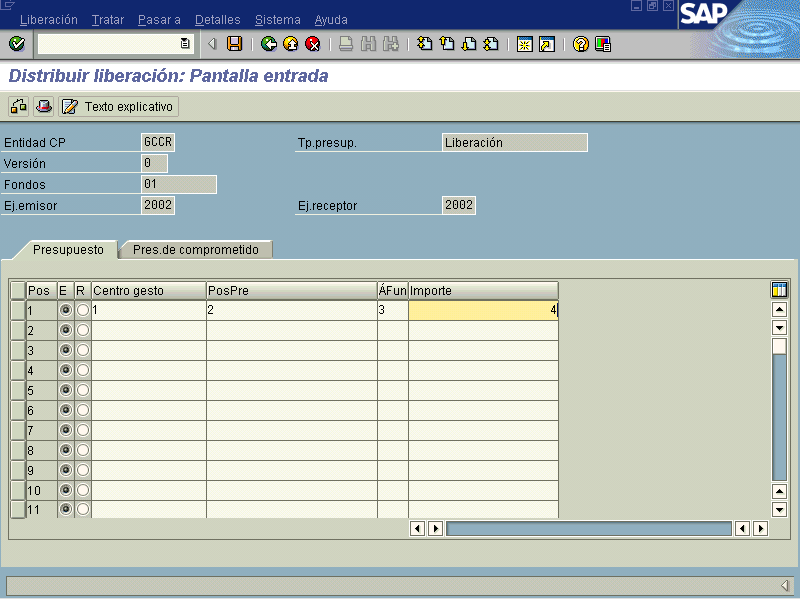 Liberación Tratar Pasar a Detalles Sistema Ayuda
SAP
Distribuir liberación: Pantalla entrada
Texto explicativo
Entidad CP GCCR Tp.presup. Liberación
Versión 0
Fondos 01
Ej.emisor 2002 Ej.receptor 2002
Presupuesto Pres.de comprometido
Pos E R Centro gesto PosPre ÁFun Importe
1 1 2 3 4
2
3
4
5
6
7
8
9
10
11